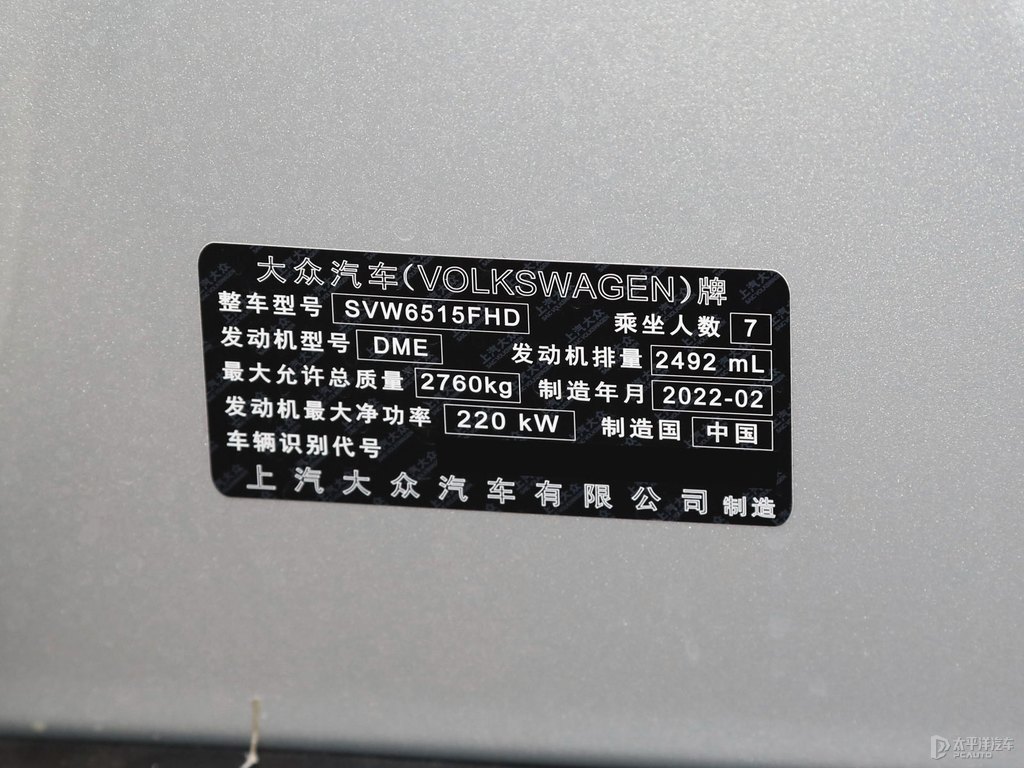 大众汽车(VOLKSWAGEN)牌
整车型号 SVW6515FHD 乘坐人数 7
发动机型号 DME 发动机排量 2492 mL
最大允许总质量 2760kg 制造年月 2022-02
发动机最大净功率 220 kW 制造国 中国
车辆识别代号
上汽大众汽车有限公司 制造
太平洋汽车
PCAUTO